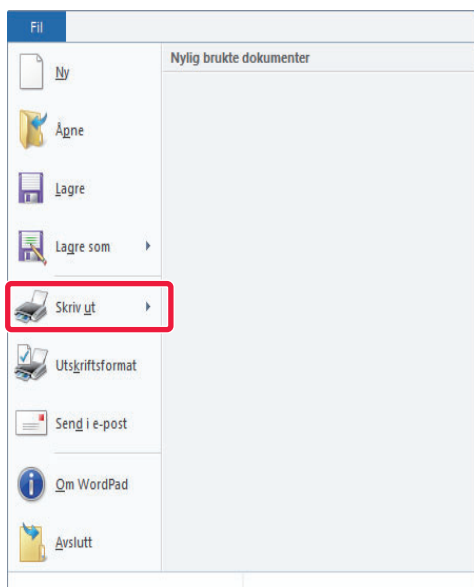 Fil
Nylig brukte dokumenter
Ny
Åpne
Lagre
Lagre som
Skriv ut
Utskriftsformat
Send i e-post
Om WordPad
Avslutt